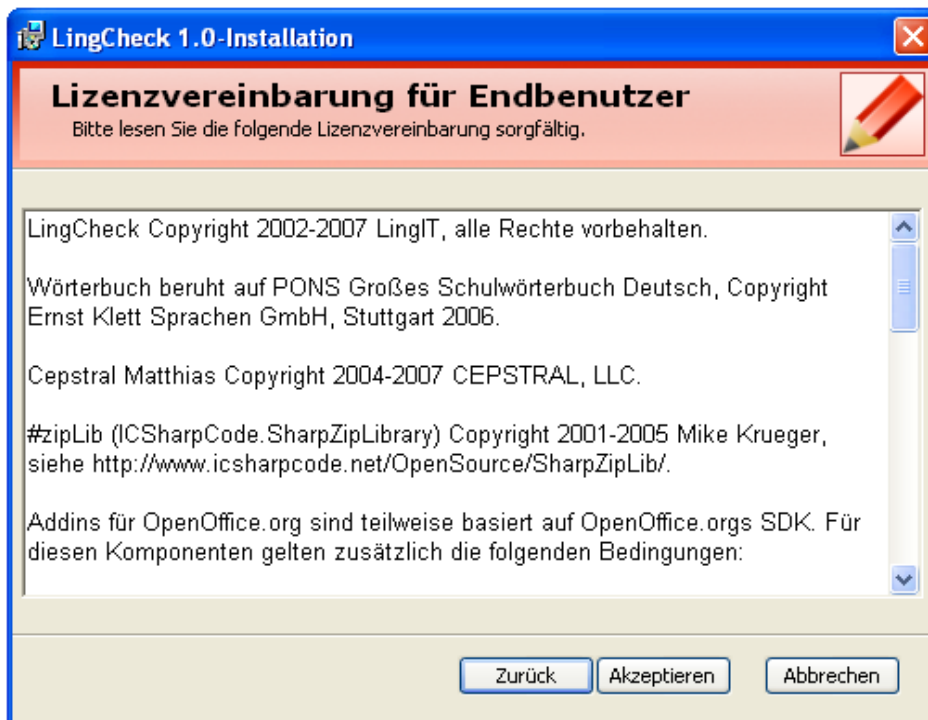 LingCheck 1.0-Installation
Lizenzvereinbarung für Endbenutzer
Bitte lesen Sie die folgende Lizenzvereinbarung sorgfältig.
LingCheck Copyright 2002-2007 LingIT, alle Rechte vorbehalten.
Wörterbuch beruht auf PONS Großes Schulwörterbuch Deutsch, Copyright
Ernst Klett Sprachen GmbH, Stuttgart 2006.
Cepstral Matthias Copyright 2004-2007 CEPSTRAL, LLC.
#zipLib (ICSharpCode.SharpZipLibrary) Copyright 2001-2005 Mike Krueger,
siehe http://www.icsharpcode.net/OpenSource/SharpZipLib/.
Addins für OpenOffice.org sind teilweise basiert auf OpenOffice.orgs SDK. Für
diesen Komponenten gelten zusätzlich die folgenden Bedingungen:
Zurück Akzeptieren Abbrechen